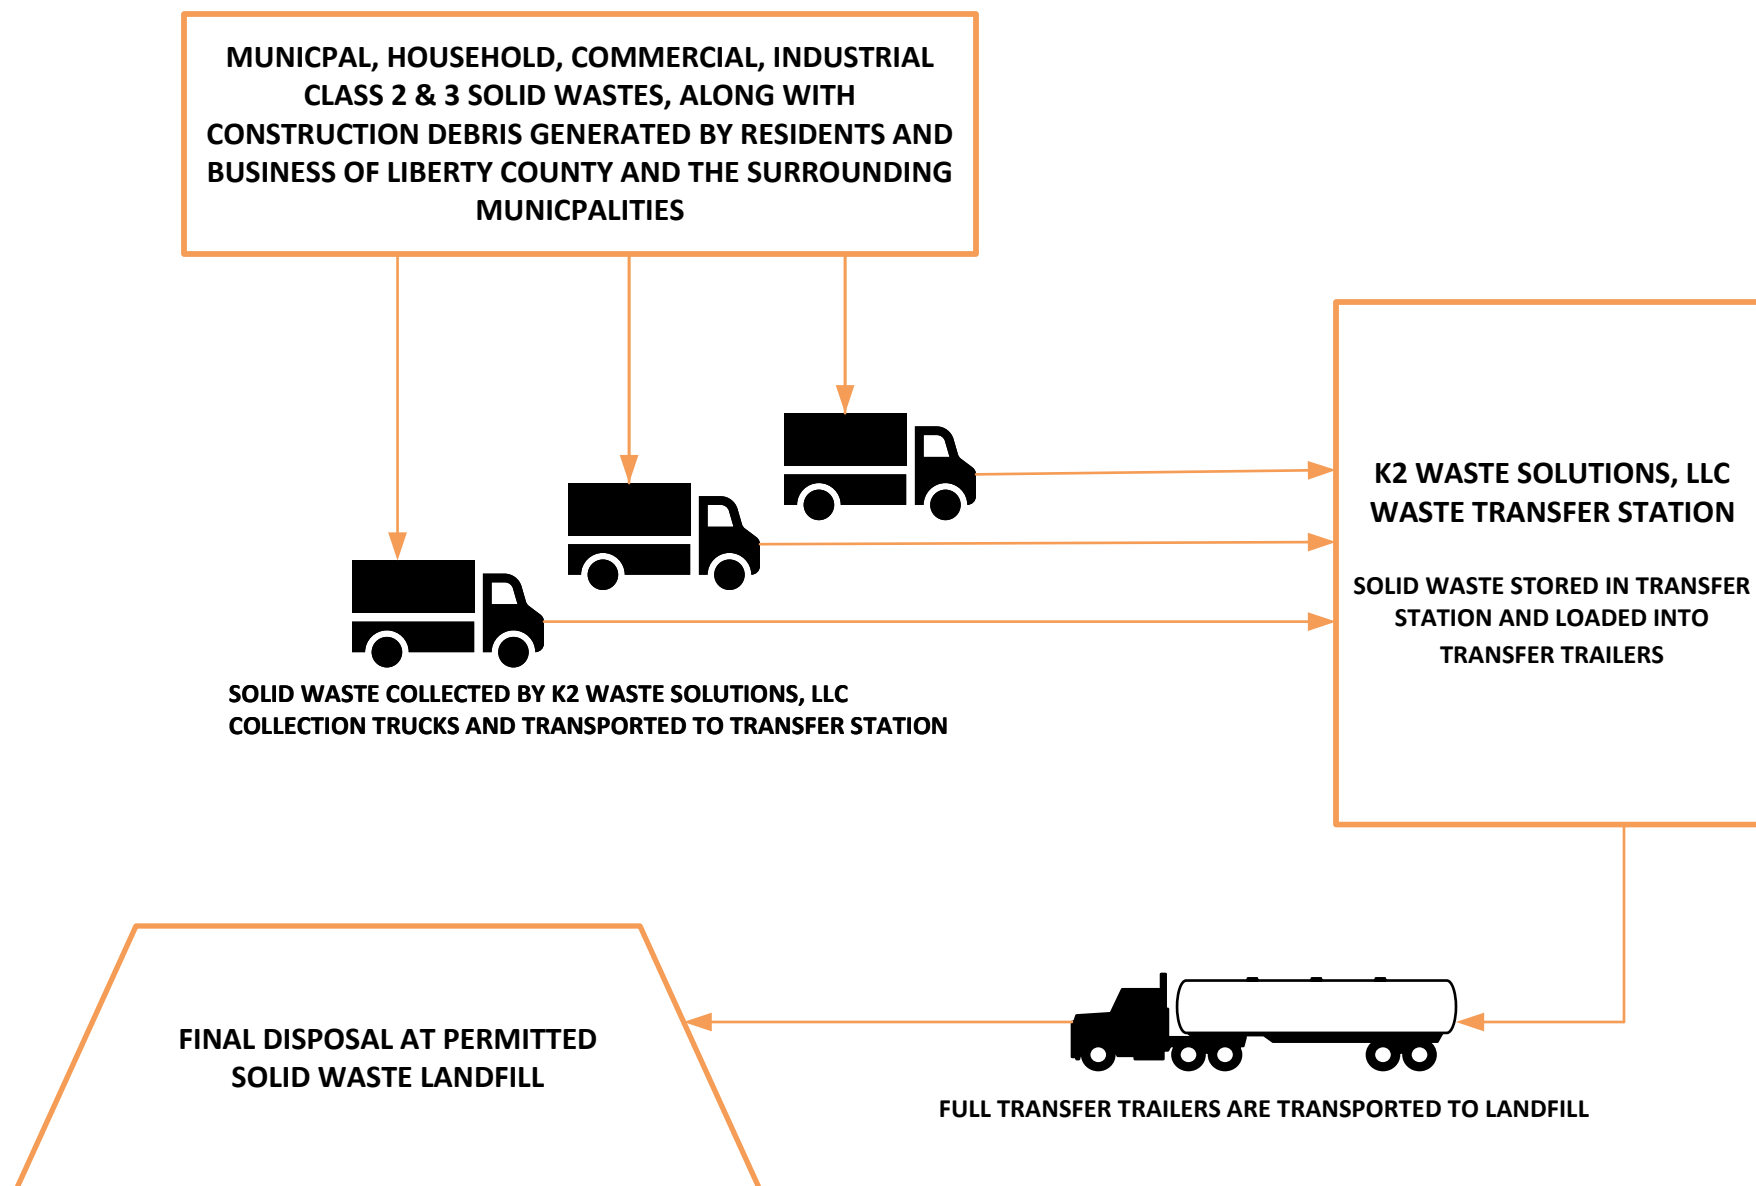 MUNICPAL, HOUSEHOLD, COMMERCIAL, INDUSTRIAL
CLASS 2 & 3 SOLID WASTES, ALONG WITH
CONSTRUCTION DEBRIS GENERATED BY RESIDENTS AND
BUSINESS OF LIBERTY COUNTY AND THE SURROUNDING
MUNICPALITIES
K2 WASTE SOLUTIONS, LLC
WASTE TRANSFER STATION
SOLID WASTE STORED IN TRANSFER
STATION AND LOADED INTO
TRANSFER TRAILERS
SOLID WASTE COLLECTED BY K2 WASTE SOLUTIONS, LLC
COLLECTION TRUCKS AND TRANSPORTED TO TRANSFER STATION
FINAL DISPOSAL AT PERMITTED
SOLID WASTE LANDFILL
FULL TRANSFER TRAILERS ARE TRANSPORTED TO LANDFILL